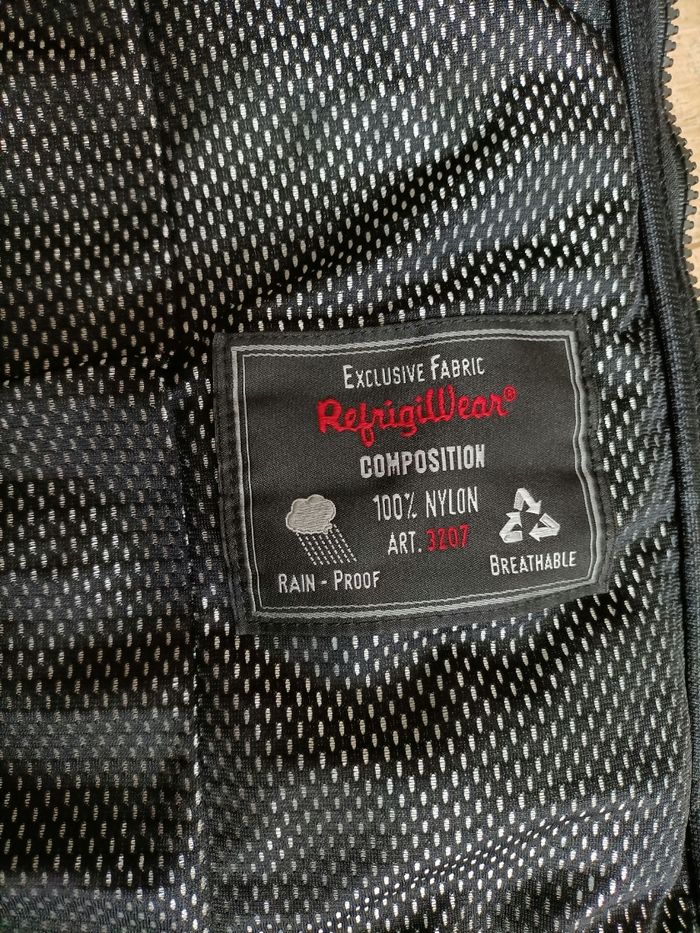 Exclusive Fabric
RefrigiWear®
COMPOSITION
100% NYLON
ART. 3207
RAIN - PROOF
BREATHABLE